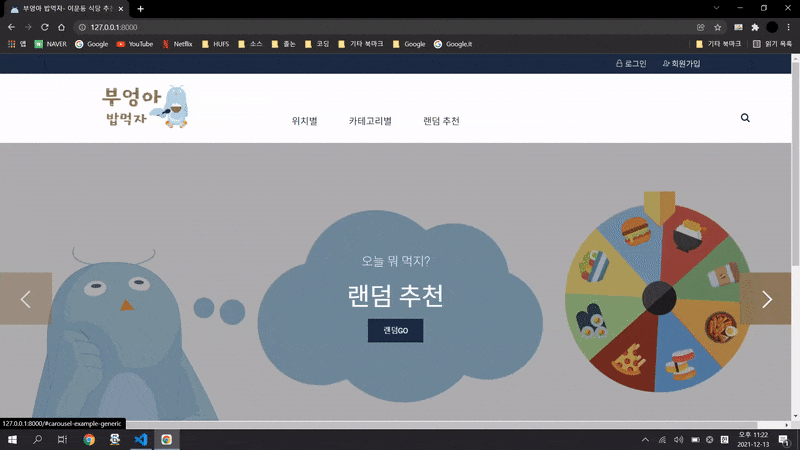 부엉아 밥먹자- 이문동 식당 추천
127.0.0.1:8000
앱 NAVER Google YouTube Netflix HUFS 소스 졸논 코딩 기타 북마크 Google Google.it 기타 북마크 읽기 목록
로그인 회원가입
부엉아
밥먹자
위치별 카테고리별 랜덤 추천
오늘 뭐 먹지?
랜덤 추천
랜덤GO
127.0.0.1:8000/#carousel-example-generic
오후 11:22
2021-12-13